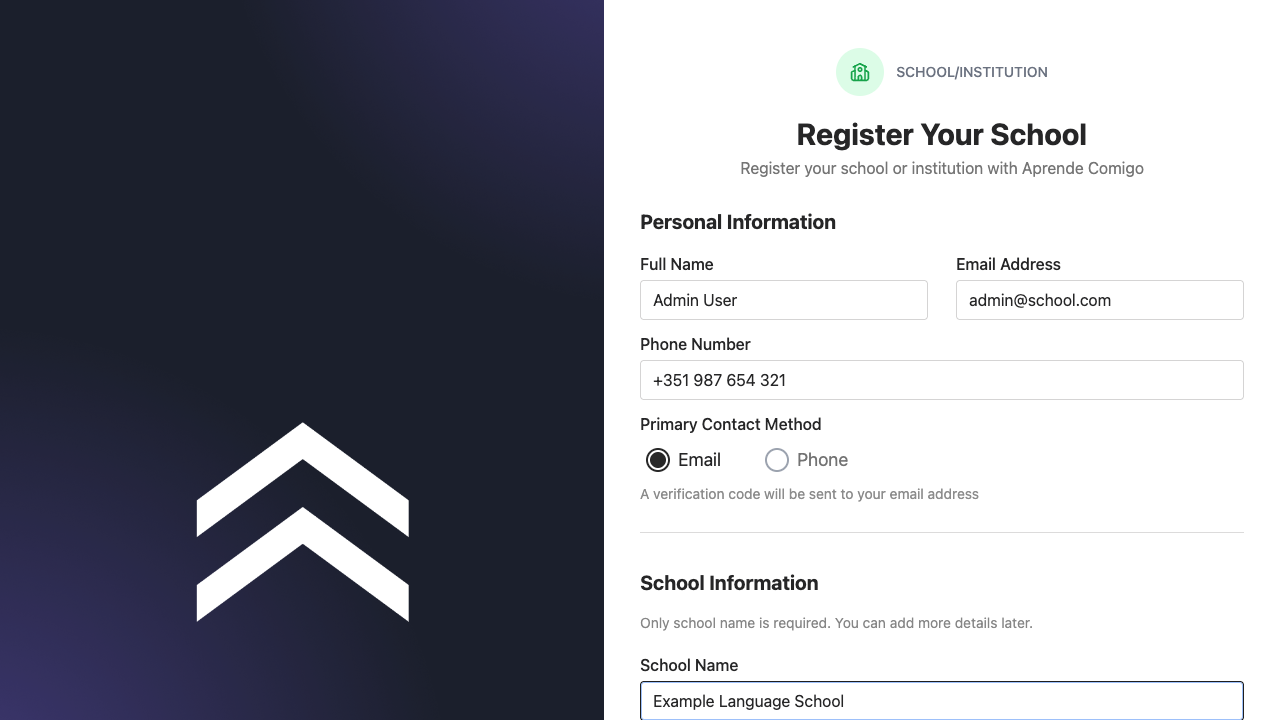 SCHOOL/INSTITUTION
Register Your School
Register your school or institution with Aprende Comigo
Personal Information
Full Name
Email Address
Admin User
admin@school.com
Phone Number
+351 987 654 321
Primary Contact Method
Email
Phone
A verification code will be sent to your email address
School Information
Only school name is required. You can add more details later.
School Name
Example Language School